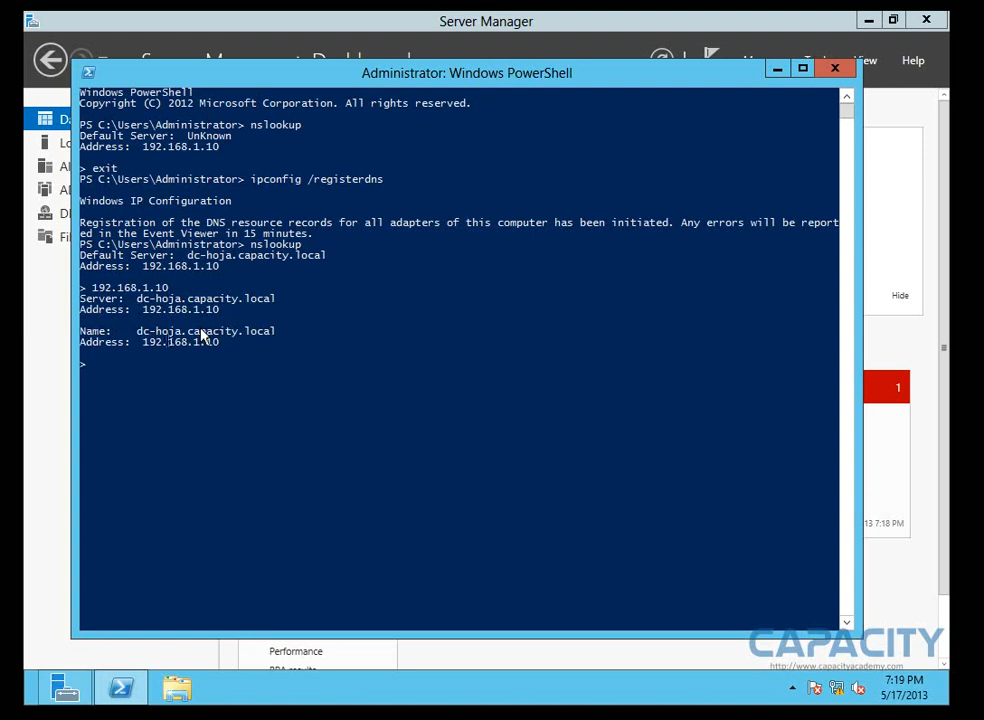 Server Manager
View
Help
Administrator: Windows PowerShell
Windows PowerShell
Copyright (C) 2012 Microsoft Corporation. All rights reserved.
PS C:\Users\Administrator> nslookup
Default Server:  UnKnown
Address:  192.168.1.10
> exit
PS C:\Users\Administrator> ipconfig /registerdns
Windows IP Configuration
Registration of the DNS resource records for all adapters of this computer has been initiated. Any errors will be report
ed in the Event Viewer in 15 minutes.
PS C:\Users\Administrator> nslookup
Default Server:  dc-hoja.capacity.local
Address:  192.168.1.10
> 192.168.1.10
Server:  dc-hoja.capacity.local
Address:  192.168.1.10
Name:    dc-hoja.capacity.local
Address:  192.168.1.10
>
Hide
1
13 7:18 PM
Performance
CAPACITY
http://www.capacityacademy.com
7:19 PM
5/17/2013